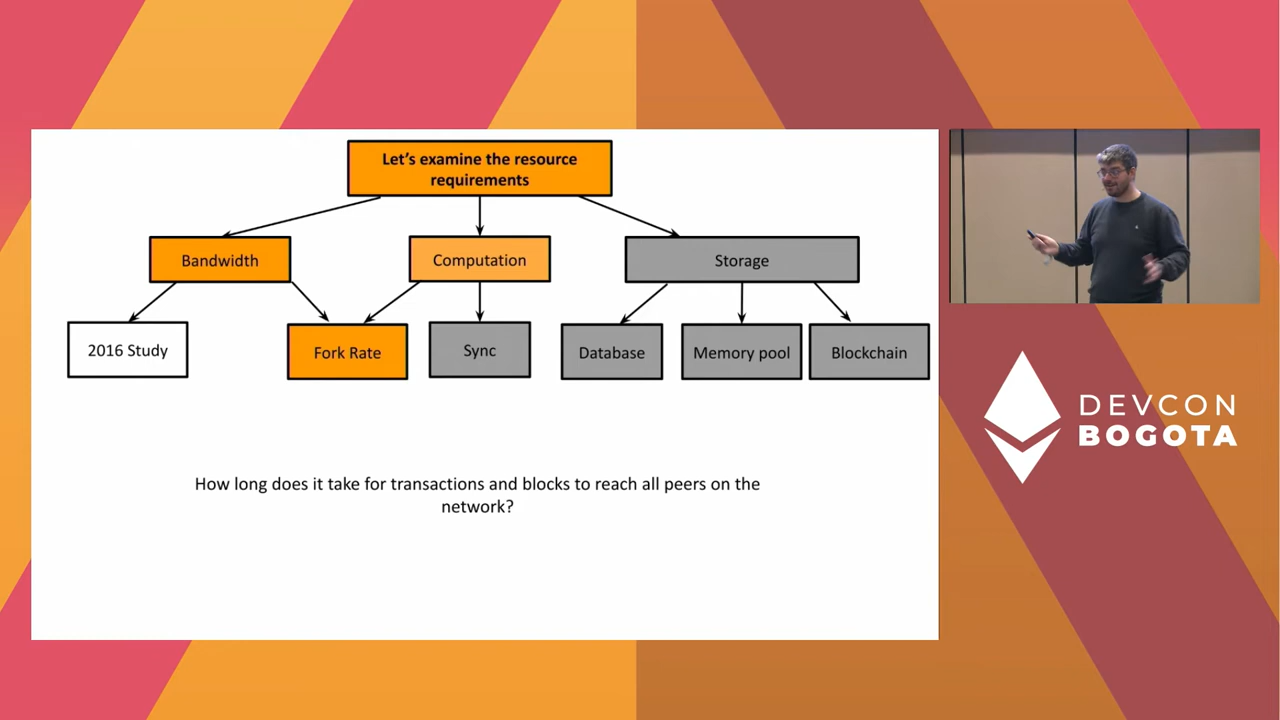 Let's examine the resource
requirements
Bandwidth
Computation
Storage
2016 Study
Fork Rate
Sync
Database
Memory pool
Blockchain
How long does it take for transactions and blocks to reach all peers on the
network?
DEVCON
BOGOTA